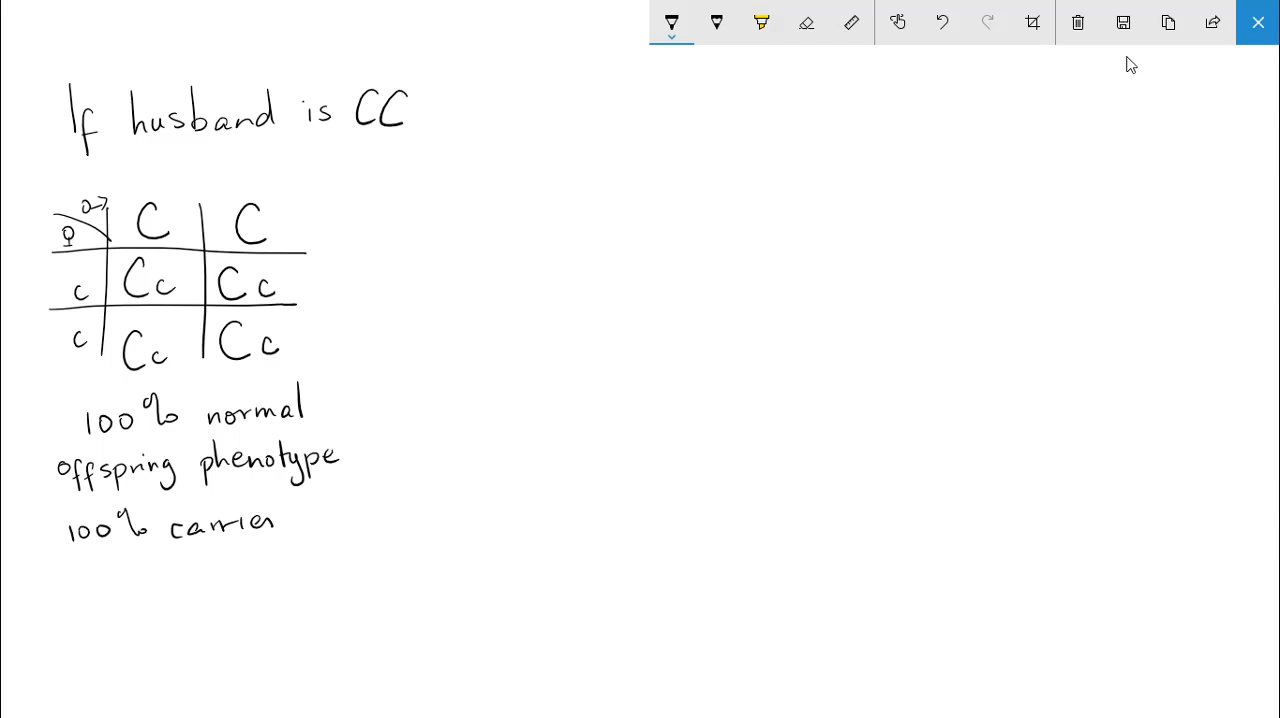 If husband is CC
♂ C C
♀
c Cc Cc
c Cc Cc
100% normal
offspring phenotype
100% carrier